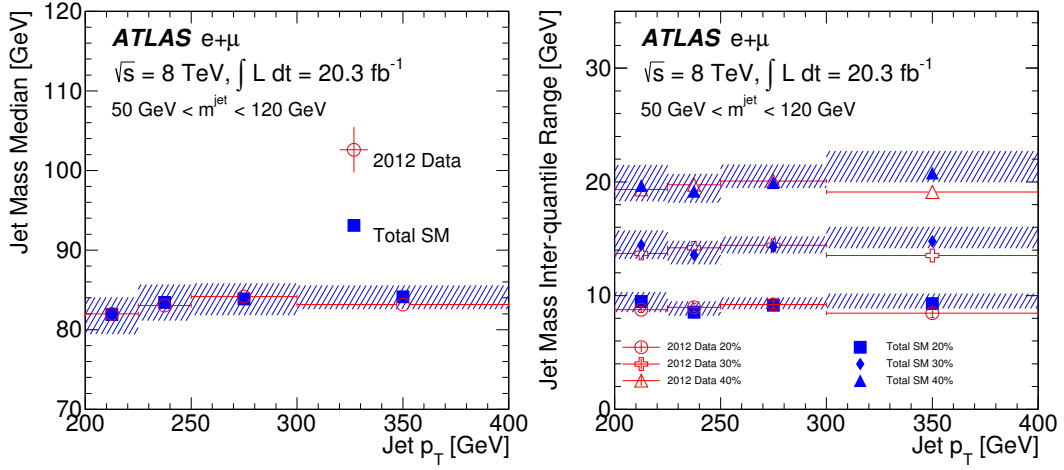 Jet Mass Median [GeV]
120
110
100
90
80
70
ATLAS e+μ
√s = 8 TeV, ∫ L dt = 20.3 fb⁻¹
50 GeV < m^jet < 120 GeV
2012 Data
Total SM
200 250 300 350 400
Jet p_T [GeV]
Jet Mass Inter-quantile Range [GeV]
30
20
10
0
ATLAS e+μ
√s = 8 TeV, ∫ L dt = 20.3 fb⁻¹
50 GeV < m^jet < 120 GeV
2012 Data 20% Total SM 20%
2012 Data 30% Total SM 30%
2012 Data 40% Total SM 40%
200 250 300 350 400
Jet p_T [GeV]